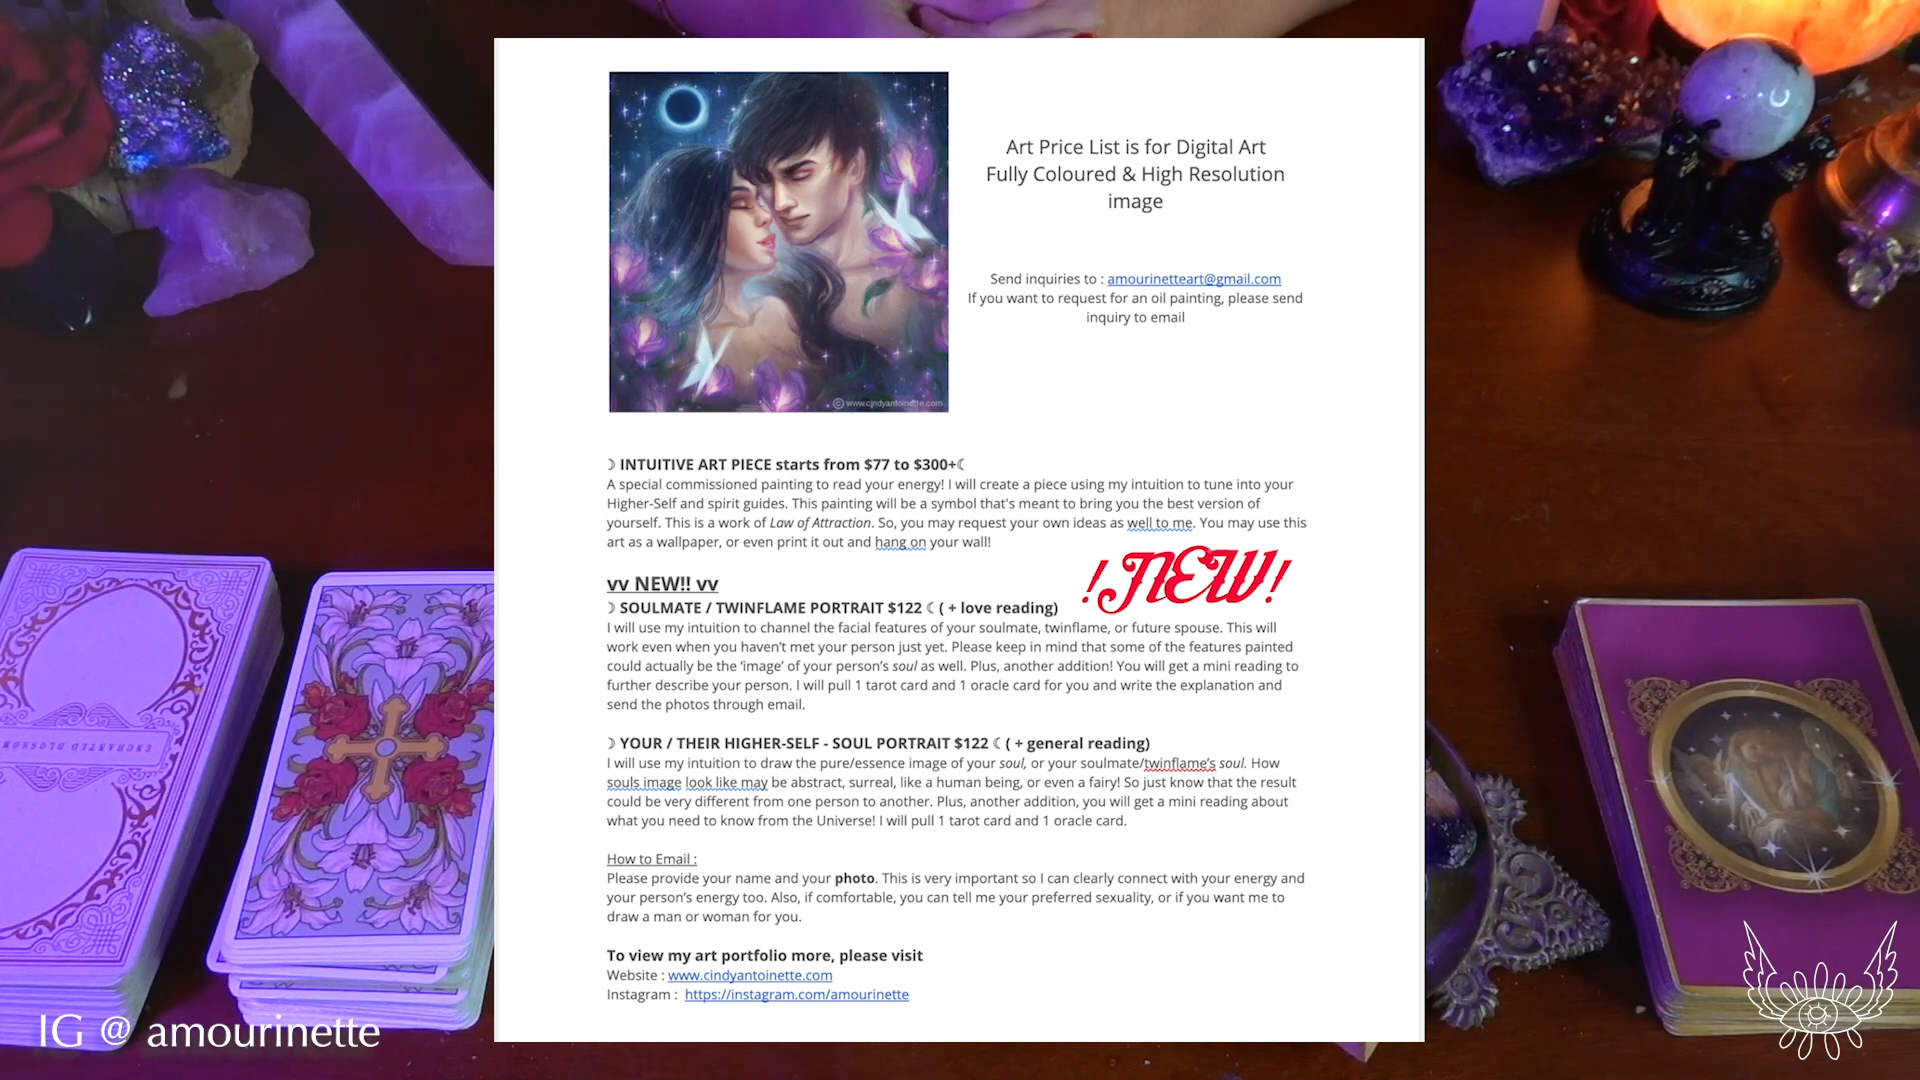 Art Price List is for Digital Art
Fully Coloured & High Resolution
image
Send inquiries to : amourinetteart@gmail.com
If you want to request for an oil painting, please send
inquiry to email
© www.cindyantoinette.com
☽ INTUITIVE ART PIECE starts from $77 to $300+☾
A special commissioned painting to read your energy! I will create a piece using my intuition to tune into your
Higher-Self and spirit guides. This painting will be a symbol that's meant to bring you the best version of
yourself. This is a work of Law of Attraction. So, you may request your own ideas as well to me. You may use this
art as a wallpaper, or even print it out and hang on your wall!
!NEW!
vv NEW!! vv
☽ SOULMATE / TWINFLAME PORTRAIT $122 ☾ ( + love reading)
I will use my intuition to channel the facial features of your soulmate, twinflame, or future spouse. This will
work even when you haven't met your person just yet. Please keep in mind that some of the features painted
could actually be the 'image' of your person's soul as well. Plus, another addition! You will get a mini reading to
further describe your person. I will pull 1 tarot card and 1 oracle card for you and write the explanation and
send the photos through email.
☽ YOUR / THEIR HIGHER-SELF - SOUL PORTRAIT $122 ☾ ( + general reading)
I will use my intuition to draw the pure/essence image of your soul, or your soulmate/twinflame's soul. How
souls image look like may be abstract, surreal, like a human being, or even a fairy! So just know that the result
could be very different from one person to another. Plus, another addition, you will get a mini reading about
what you need to know from the Universe! I will pull 1 tarot card and 1 oracle card.
How to Email :
Please provide your name and your photo. This is very important so I can clearly connect with your energy and
your person's energy too. Also, if comfortable, you can tell me your preferred sexuality, or if you want me to
draw a man or woman for you.
To view my art portfolio more, please visit
Website : www.cindyantoinette.com
Instagram : https://instagram.com/amourinette
ENCHANTED BLOSSOM
IG @ amourinette